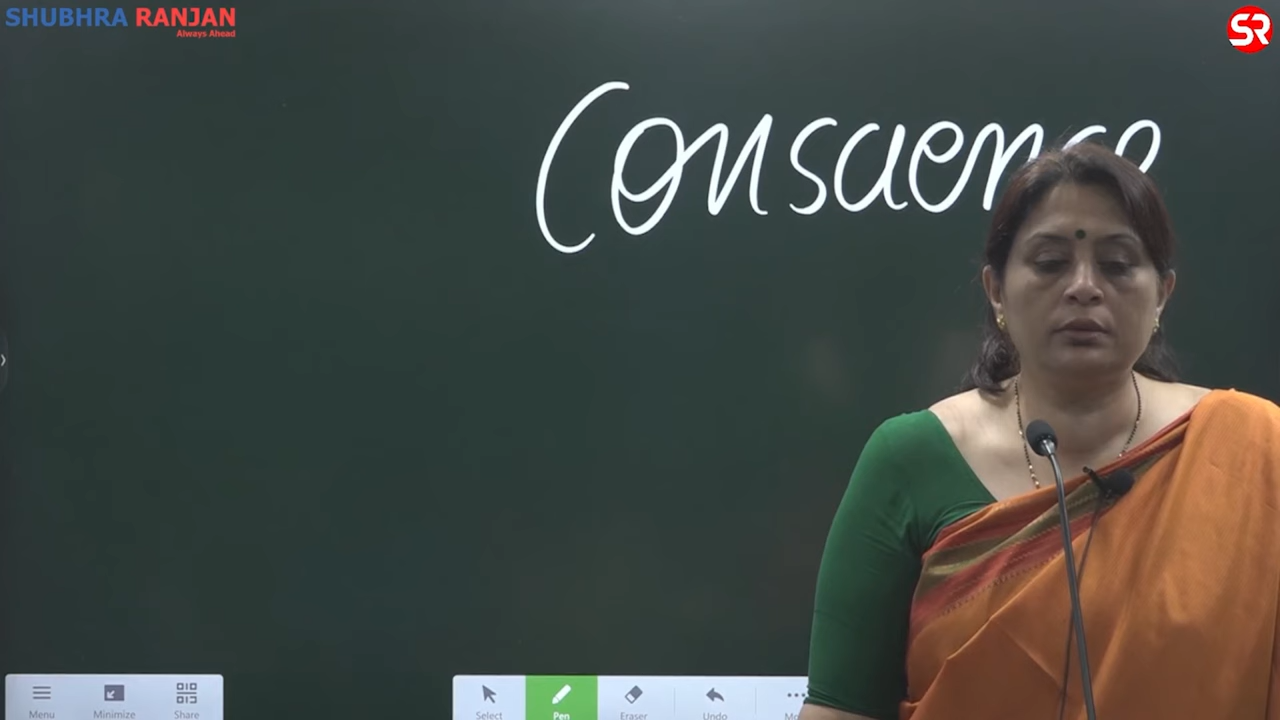 SHUBHRA RANJAN
Always Ahead
SR
Conscience
Menu
Minimize
Share
Select
Pen
Eraser
Undo